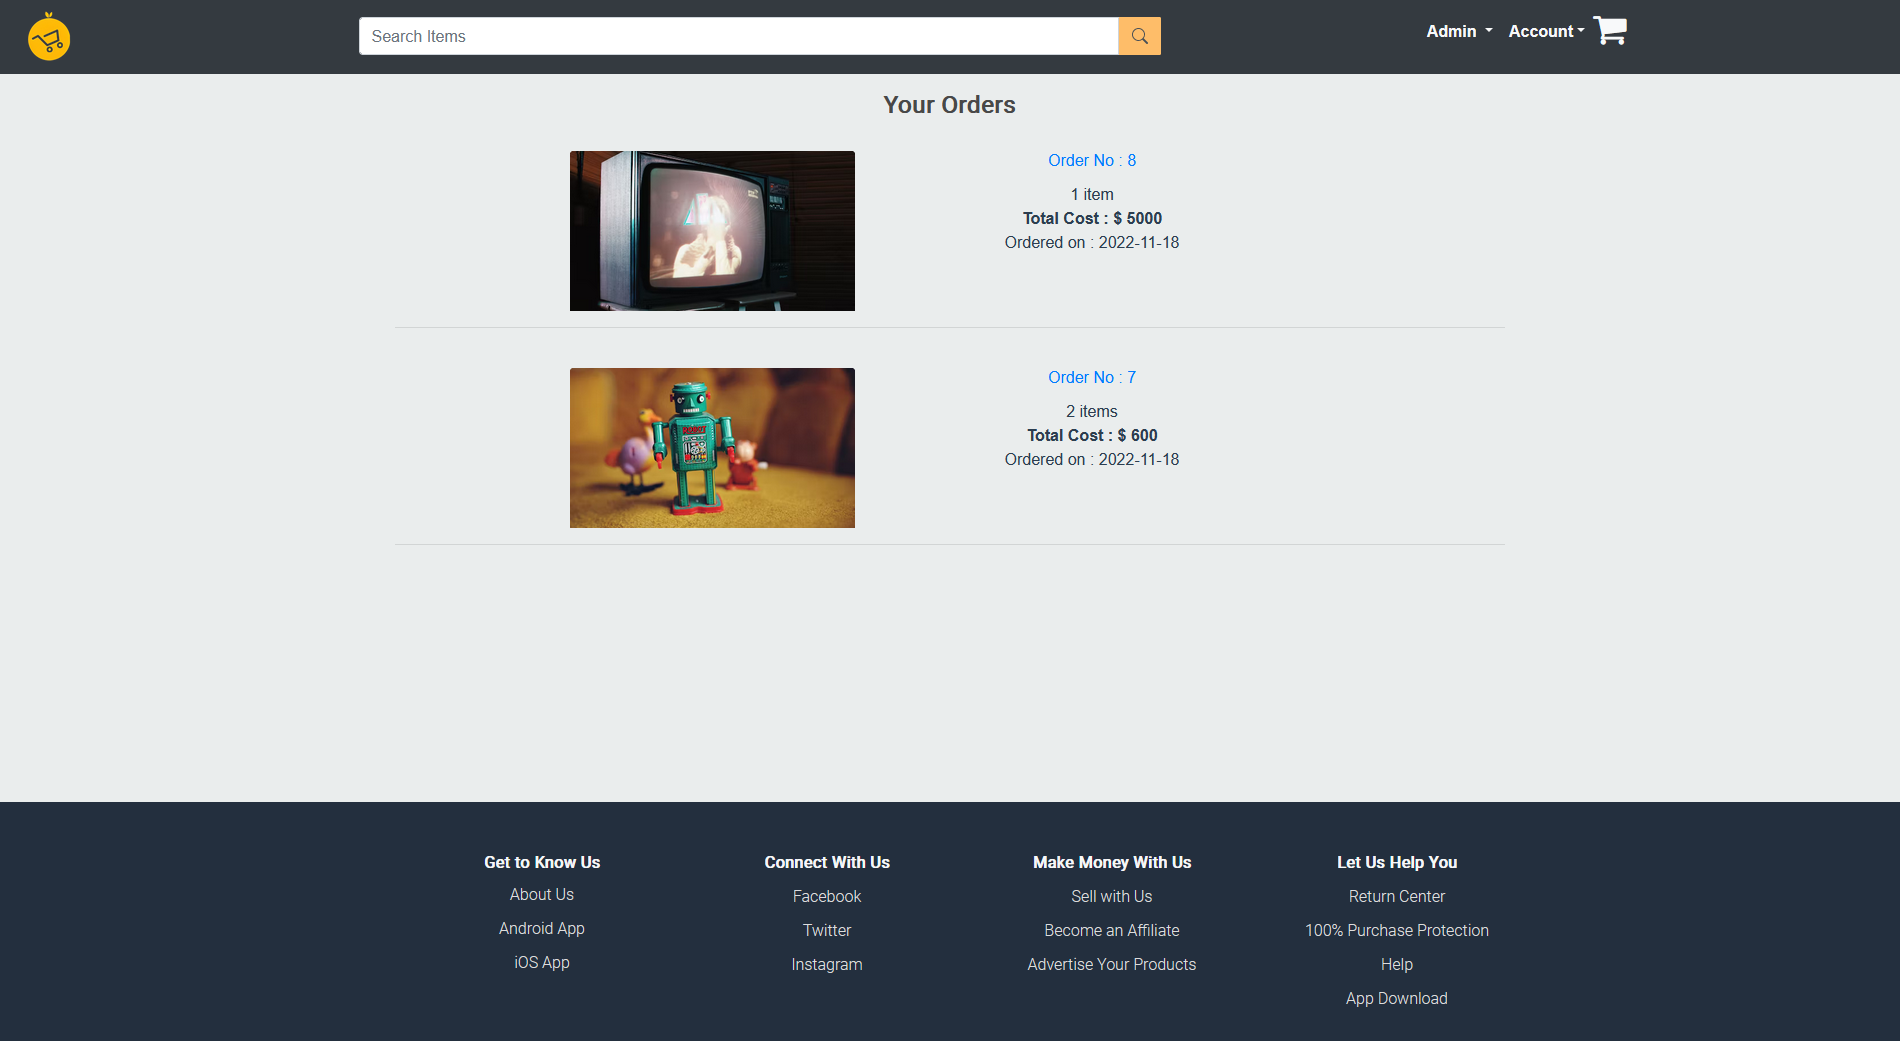 Search Items
Admin
Account
Your Orders
Order No : 8
1 item
Total Cost : $ 5000
Ordered on : 2022-11-18
ROBOT
Order No : 7
2 items
Total Cost : $ 600
Ordered on : 2022-11-18
Get to Know Us
About Us
Android App
iOS App
Connect With Us
Facebook
Twitter
Instagram
Make Money With Us
Sell with Us
Become an Affiliate
Advertise Your Products
Let Us Help You
Return Center
100% Purchase Protection
Help
App Download